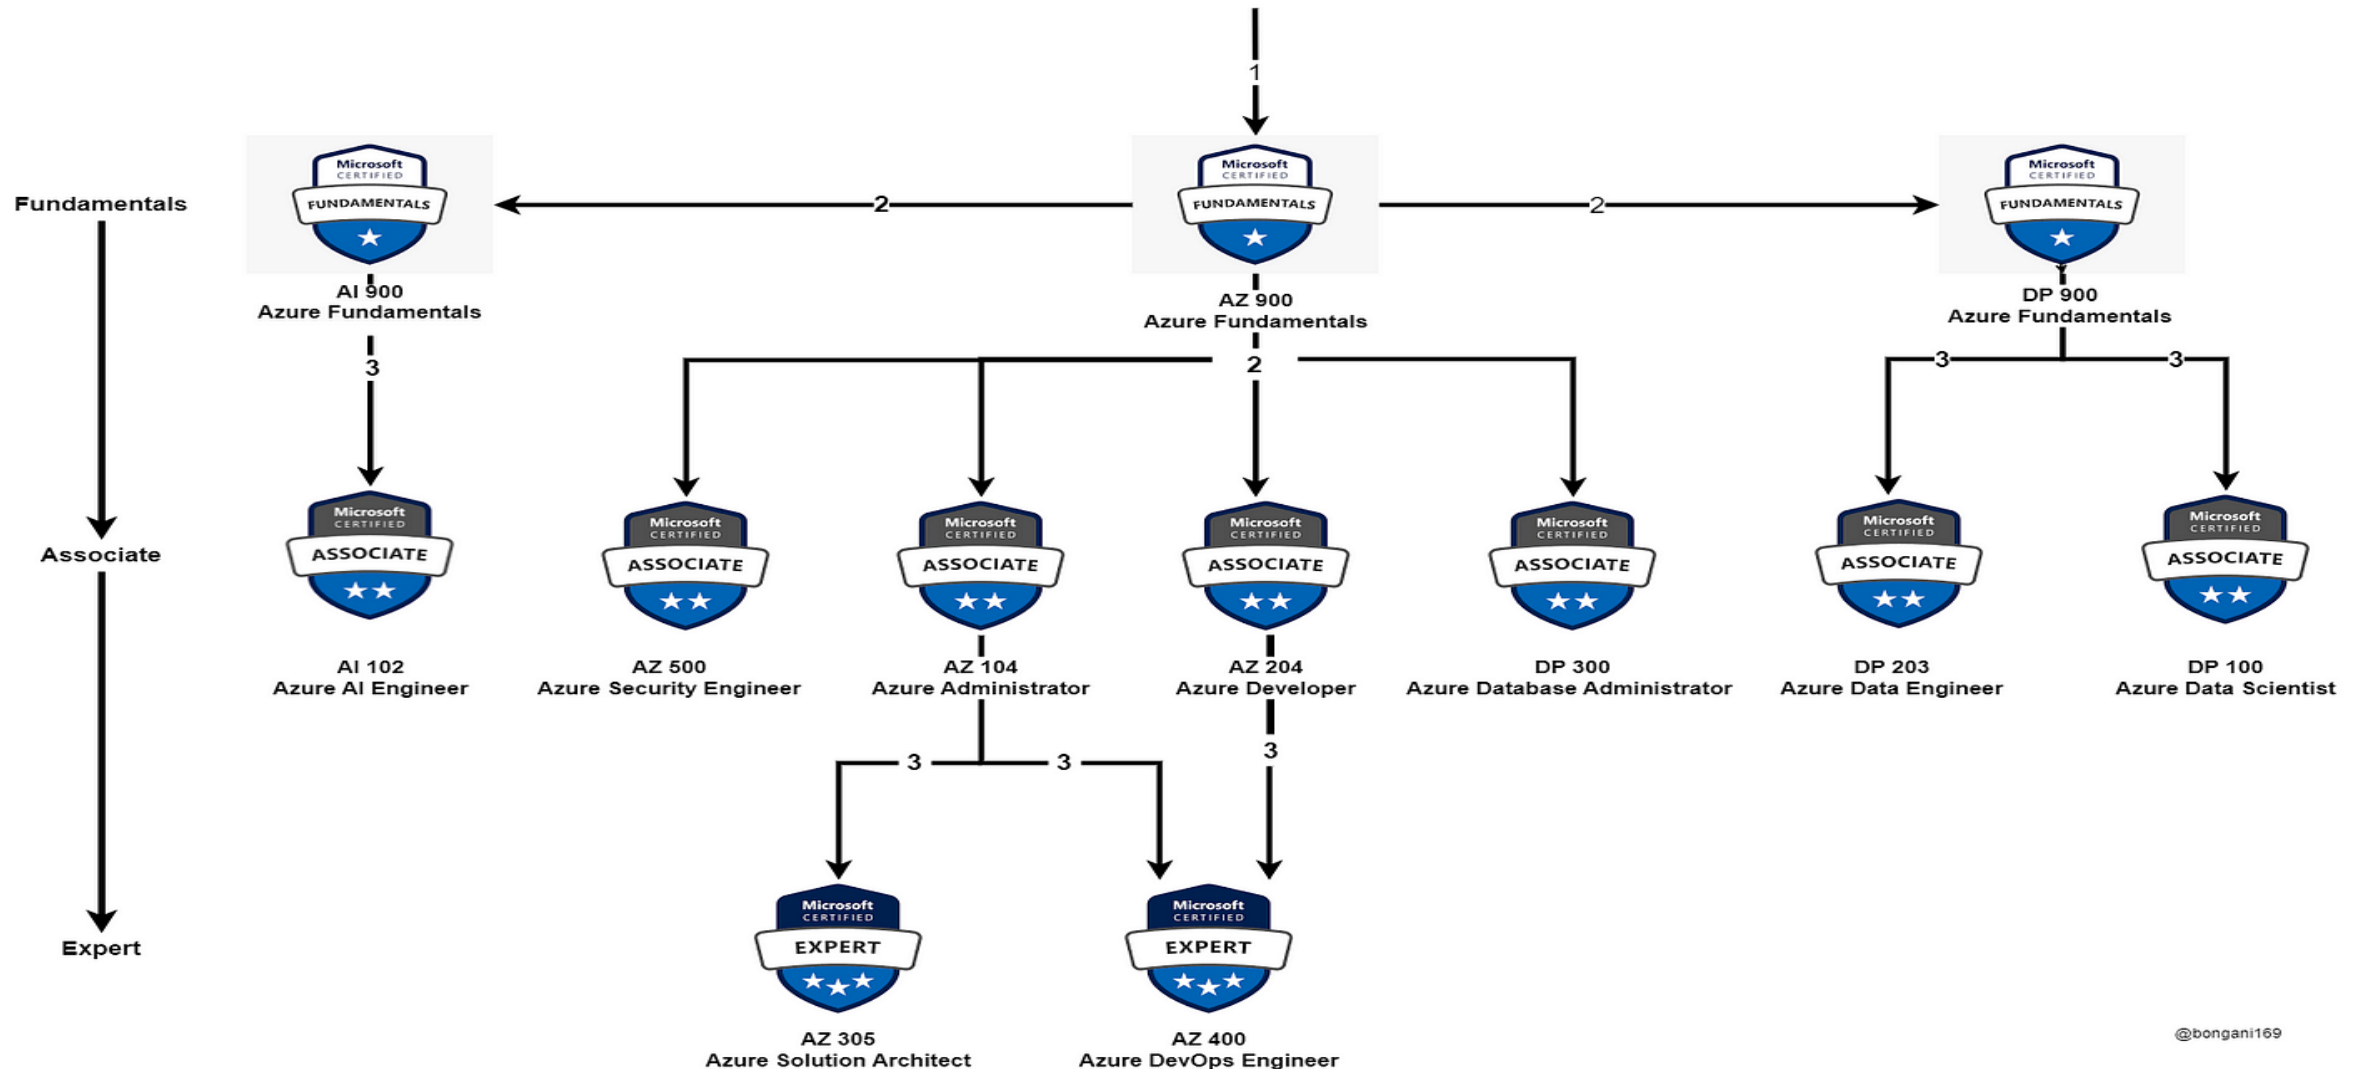 1
Microsoft
CERTIFIED
FUNDAMENTALS
Microsoft
CERTIFIED
FUNDAMENTALS
Microsoft
CERTIFIED
FUNDAMENTALS
Fundamentals
2
2
AI 900
Azure Fundamentals
AZ 900
Azure Fundamentals
DP 900
Azure Fundamentals
3
2
3
3
Microsoft
CERTIFIED
ASSOCIATE
Microsoft
CERTIFIED
ASSOCIATE
Microsoft
CERTIFIED
ASSOCIATE
Microsoft
CERTIFIED
ASSOCIATE
Microsoft
CERTIFIED
ASSOCIATE
Microsoft
CERTIFIED
ASSOCIATE
Microsoft
CERTIFIED
ASSOCIATE
Associate
AI 102
Azure AI Engineer
AZ 500
Azure Security Engineer
AZ 104
Azure Administrator
AZ 204
Azure Developer
DP 300
Azure Database Administrator
DP 203
Azure Data Engineer
DP 100
Azure Data Scientist
3
3
3
Microsoft
CERTIFIED
EXPERT
Microsoft
CERTIFIED
EXPERT
Expert
AZ 305
Azure Solution Architect
AZ 400
Azure DevOps Engineer
@bongani169